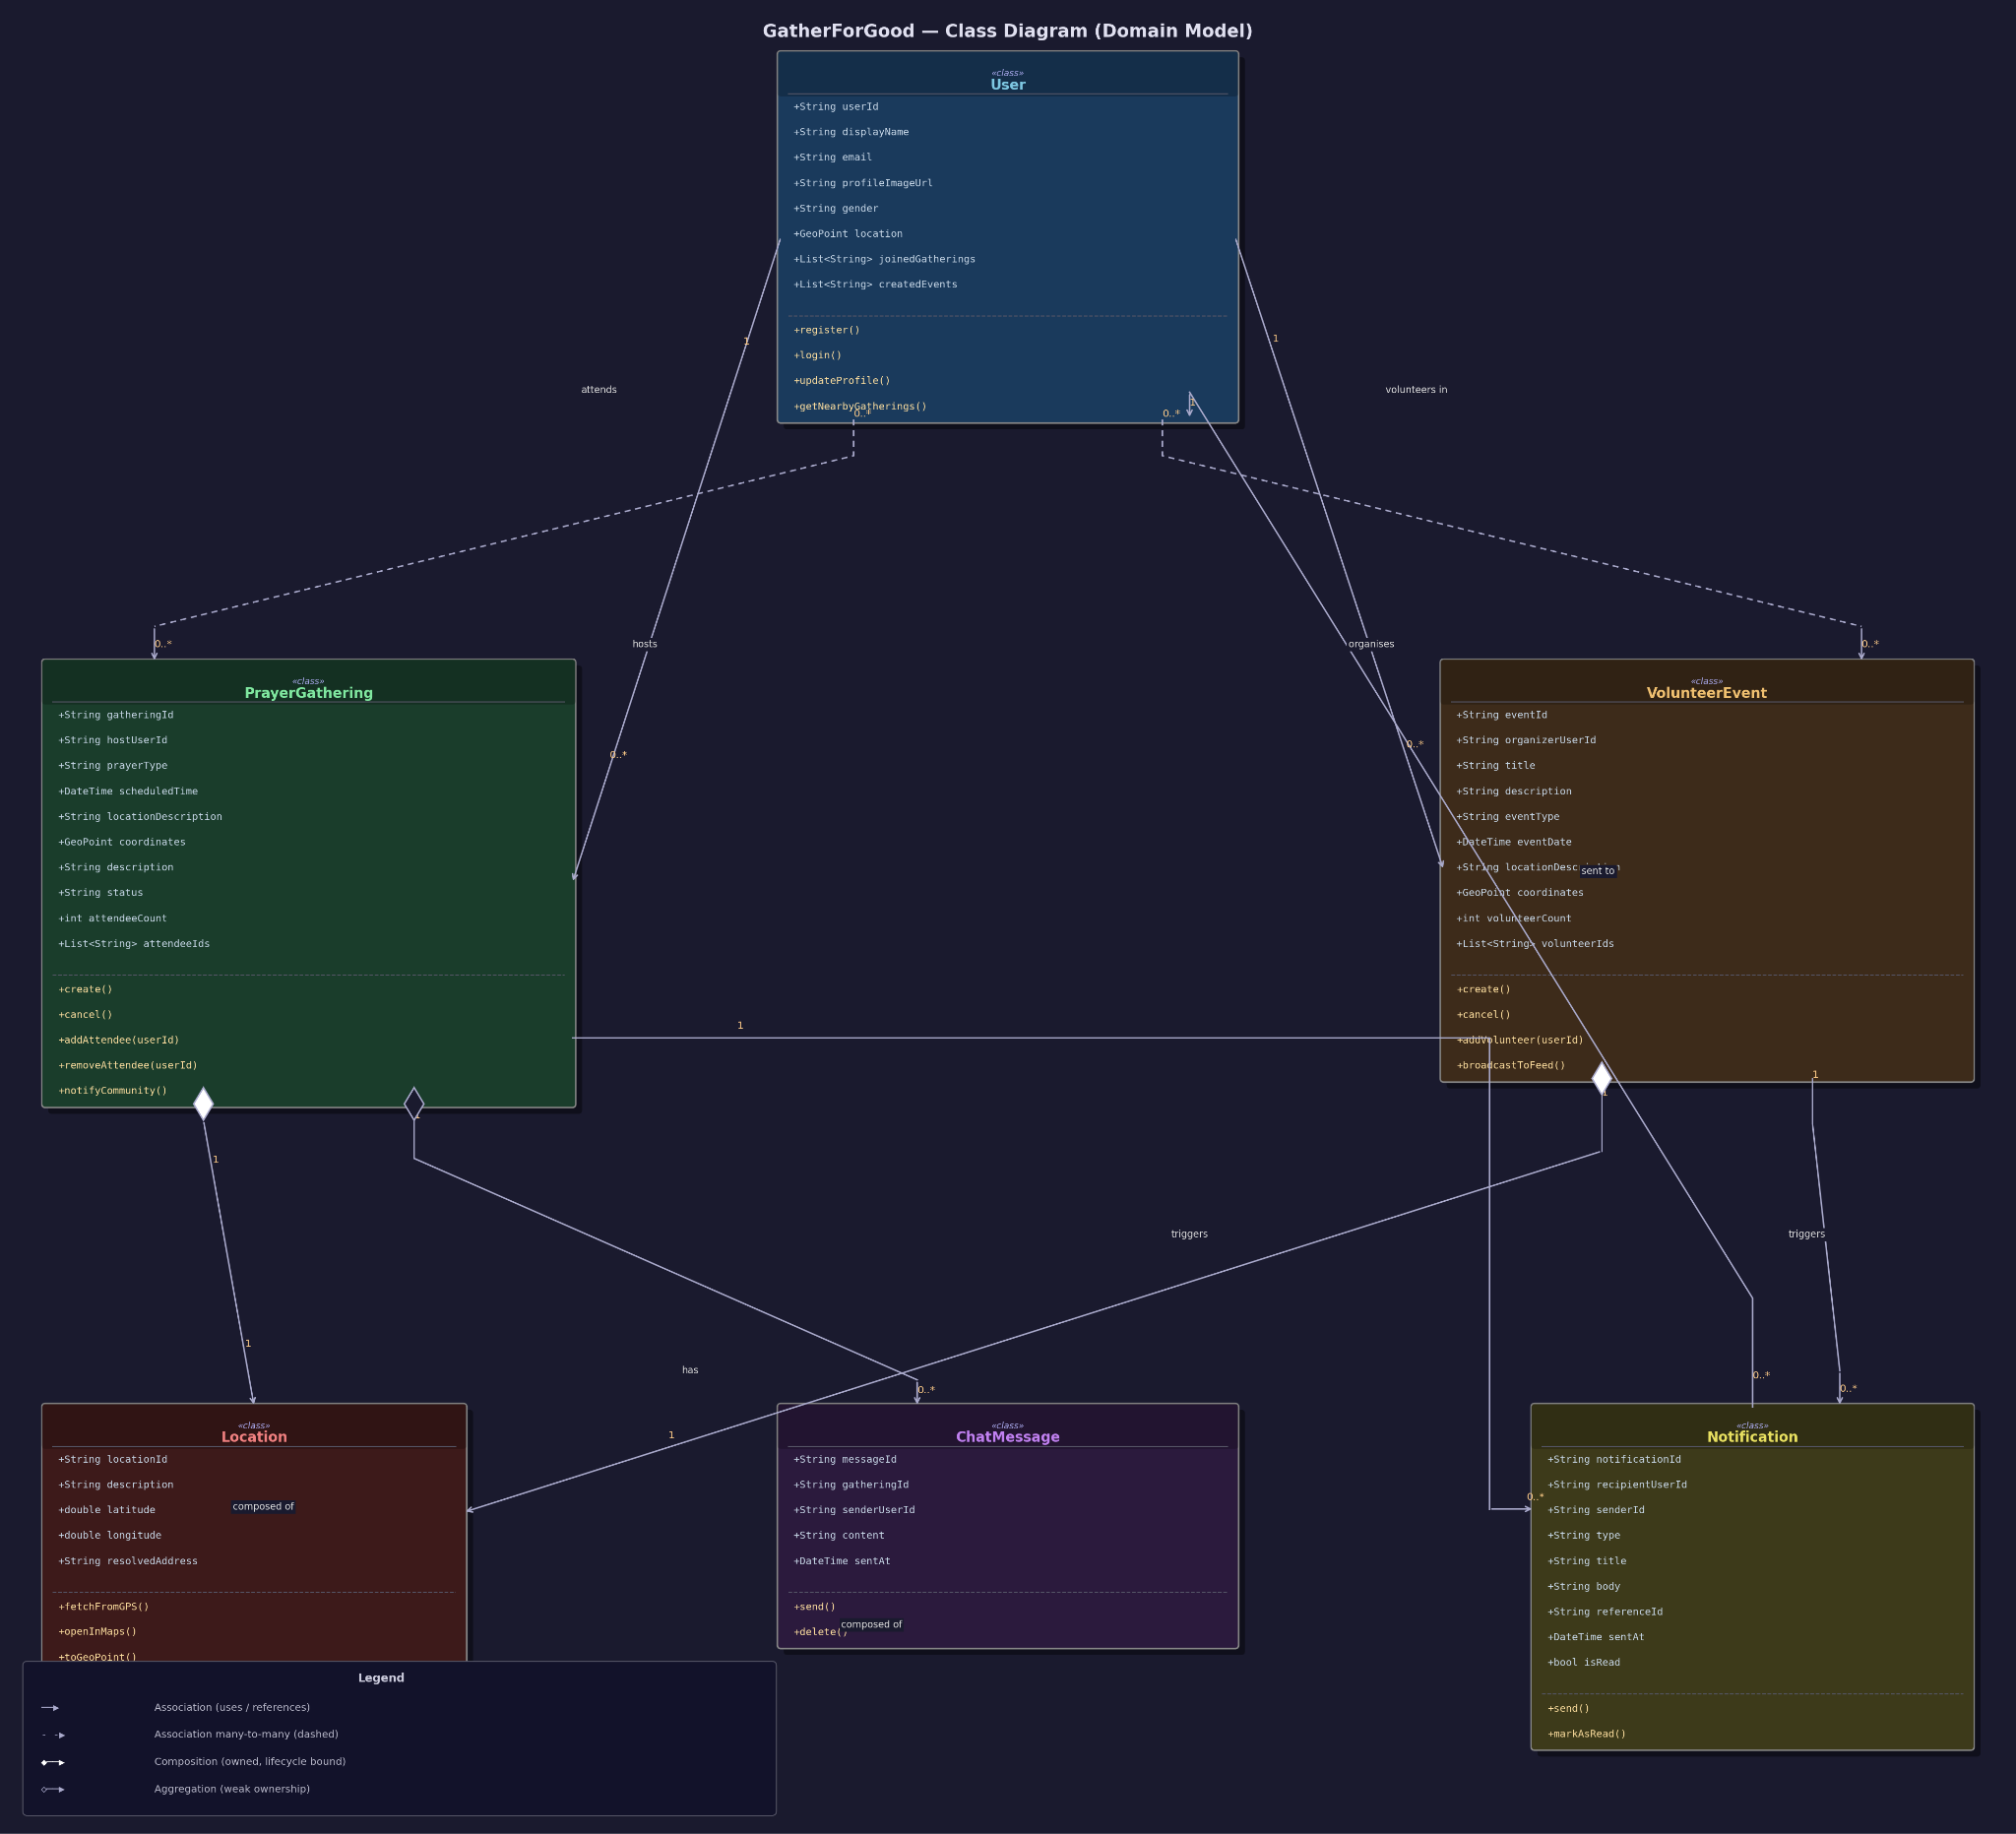 GatherForGood — Class Diagram (Domain Model)
«class»
User
+String userId
+String displayName
+String email
+String profileImageUrl
+String gender
+GeoPoint location
+List<String> joinedGatherings
+List<String> createdEvents
+register()
+login()
+updateProfile()
+getNearbyGatherings()
1
1
attends
volunteers in
0..*
0..*
1
0..*
hosts
organises
0..*
0..*
0..*
«class»
PrayerGathering
+String gatheringId
+String hostUserId
+String prayerType
+DateTime scheduledTime
+String locationDescription
+GeoPoint coordinates
+String description
+String status
+int attendeeCount
+List<String> attendeeIds
+create()
+cancel()
+addAttendee(userId)
+removeAttendee(userId)
+notifyCommunity()
«class»
VolunteerEvent
+String eventId
+String organizerUserId
+String title
+String description
+String eventType
+DateTime eventDate
+String locationDescription
sent to
+GeoPoint coordinates
+int volunteerCount
+List<String> volunteerIds
+create()
+cancel()
+addVolunteer(userId)
+broadcastToFeed()
1
1
1
1
1
triggers
triggers
1
has
0..*
0..*
0..*
1
«class»
Location
+String locationId
+String description
+double latitude
composed of
+double longitude
+String resolvedAddress
+fetchFromGPS()
+openInMaps()
+toGeoPoint()
«class»
ChatMessage
+String messageId
+String gatheringId
+String senderUserId
+String content
+DateTime sentAt
+send()
composed of
+delete()
0..*
«class»
Notification
+String notificationId
+String recipientUserId
+String senderId
+String type
+String title
+String body
+String referenceId
+DateTime sentAt
+bool isRead
+send()
+markAsRead()
Legend
Association (uses / references)
Association many-to-many (dashed)
Composition (owned, lifecycle bound)
Aggregation (weak ownership)